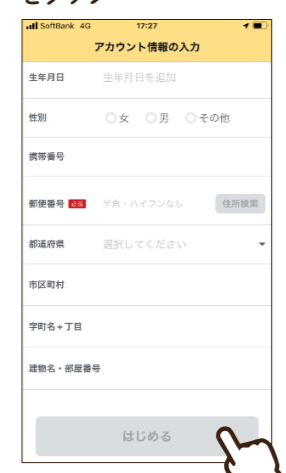 SoftBank 4G 17:27
アカウント情報の入力
生年月日 生年月日を追加
性別 女 男 その他
携帯番号
郵便番号 必須 半角・ハイフンなし 住所検索
都道府県 選択してください
市区町村
字町名+丁目
建物名・部屋番号
はじめる